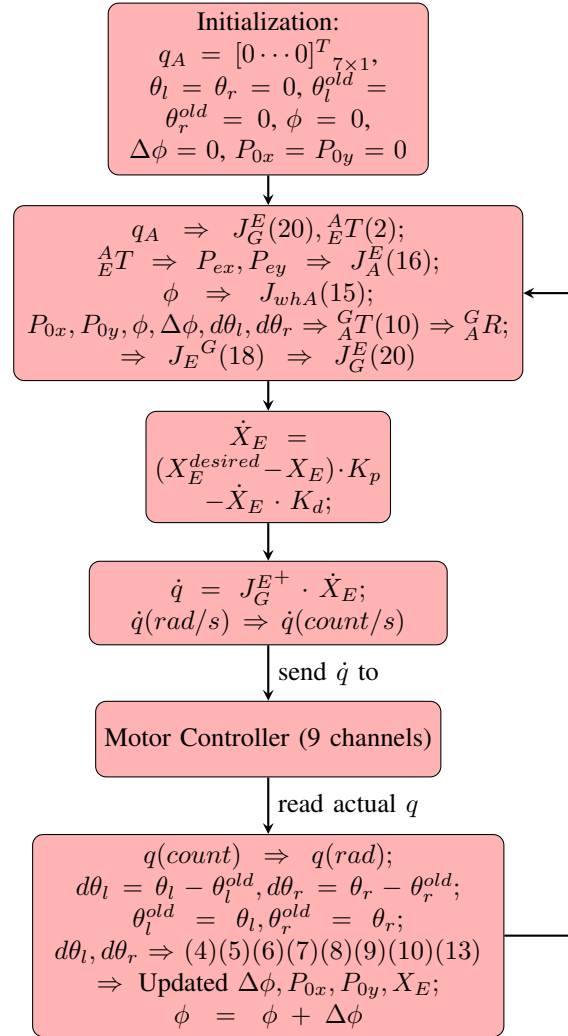 Initialization:
q_A = [0 ⋯ 0]^T_{7×1},
θ_l = θ_r = 0, θ_l^{old} =
θ_r^{old} = 0, ϕ = 0,
Δϕ = 0, P_{0x} = P_{0y} = 0
q_A ⇒ J_G^E(20), ^A_E T(2);
^A_E T ⇒ P_{ex}, P_{ey} ⇒ J_A^E(16);
ϕ ⇒ J_{whA}(15);
P_{0x}, P_{0y}, ϕ, Δϕ, dθ_l, dθ_r ⇒ ^G_A T(10) ⇒ ^G_A R;
⇒ J_E^G(18) ⇒ J_G^E(20)
Ẋ_E =
(X_E^{desired} − X_E) · K_p
−Ẋ_E · K_d;
q̇ = J_G^{E+} · Ẋ_E;
q̇(rad/s) ⇒ q̇(count/s)
send q̇ to
Motor Controller (9 channels)
read actual q
q(count) ⇒ q(rad);
dθ_l = θ_l − θ_l^{old}, dθ_r = θ_r − θ_r^{old};
θ_l^{old} = θ_l, θ_r^{old} = θ_r;
dθ_l, dθ_r ⇒ (4)(5)(6)(7)(8)(9)(10)(13)
⇒ Updated Δϕ, P_{0x}, P_{0y}, X_E;
ϕ = ϕ + Δϕ